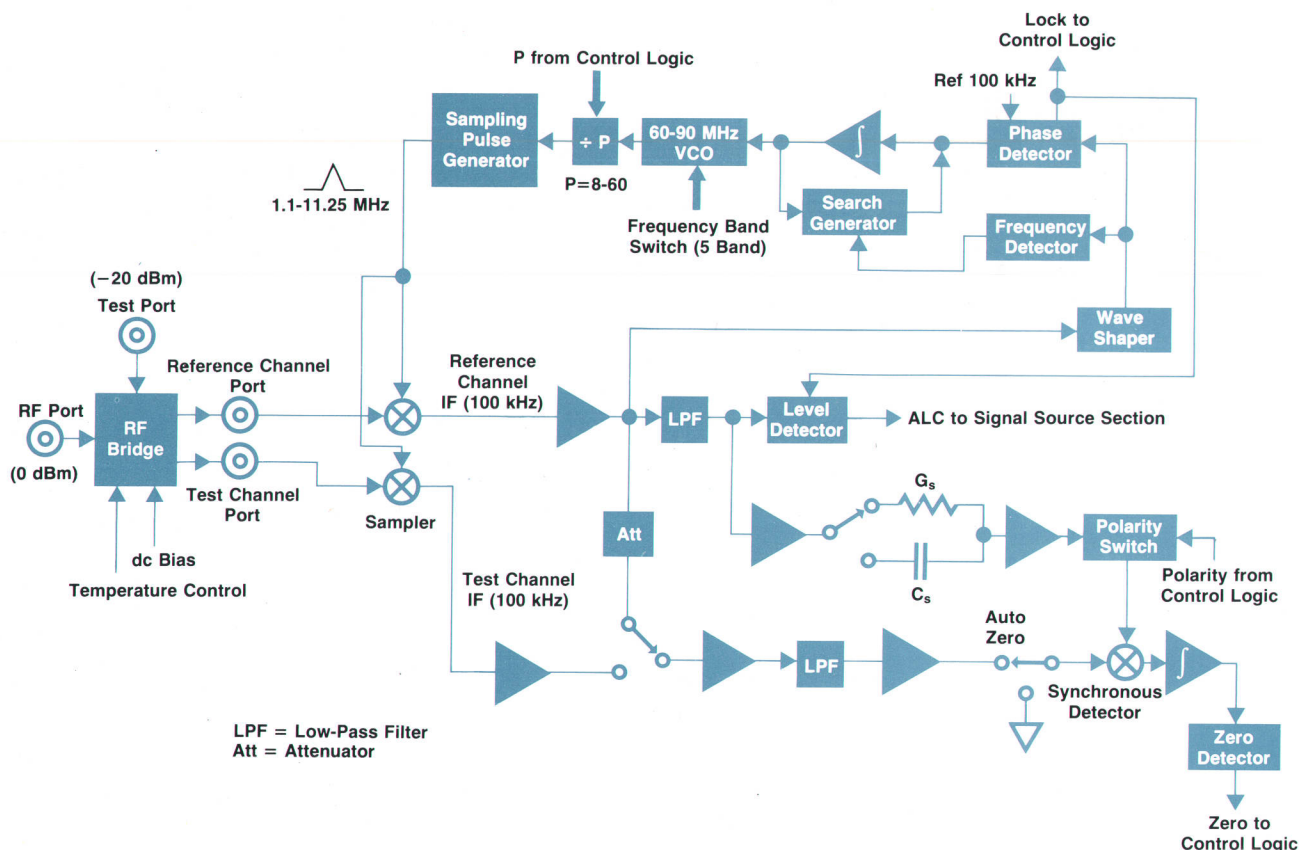 Lock to
Control Logic
P from Control Logic
Ref 100 kHz
Sampling
Pulse
Generator
÷ P
60-90 MHz
VCO
∫
Phase
Detector
P=8-60
1.1-11.25 MHz
Search
Generator
Frequency
Detector
Frequency Band
Switch (5 Band)
(−20 dBm)
Test Port
Wave
Shaper
Reference Channel
Port
Reference
Channel
IF (100 kHz)
RF Port
(0 dBm)
RF
Bridge
LPF
Level
Detector
ALC to Signal Source Section
Test Channel
Port
Sampler
Gs
Att
Polarity
Switch
dc Bias
Temperature Control
Test Channel
IF (100 kHz)
Cs
Polarity from
Control Logic
Auto
Zero
LPF
∫
Synchronous
Detector
LPF = Low-Pass Filter
Att = Attenuator
Zero
Detector
Zero to
Control Logic